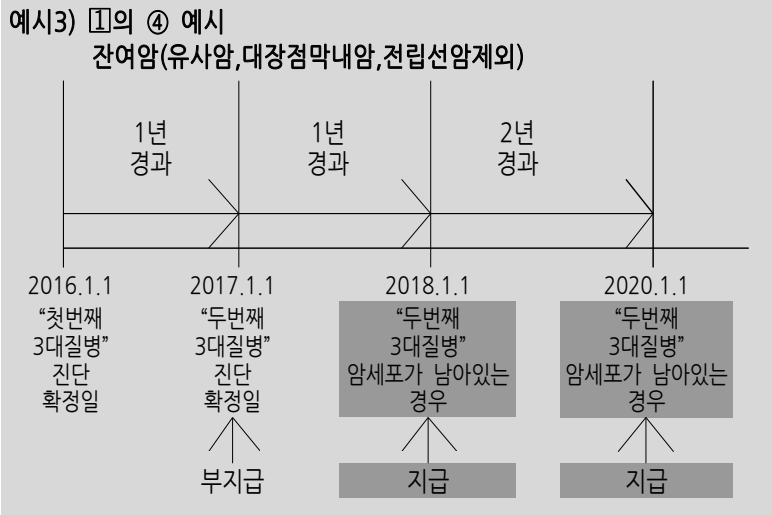 예시3) 1의 ④ 예시
잔여암(유사암,대장점막내암,전립선암제외)
1년
경과
1년
경과
2년
경과
2016.1.1
“첫번째
3대질병”
진단
확정일
2017.1.1
“두번째
3대질병”
진단
확정일
2018.1.1
“두번째
3대질병”
암세포가 남아있는
경우
2020.1.1
“두번째
3대질병”
암세포가 남아있는
경우
부지급
지급
지급